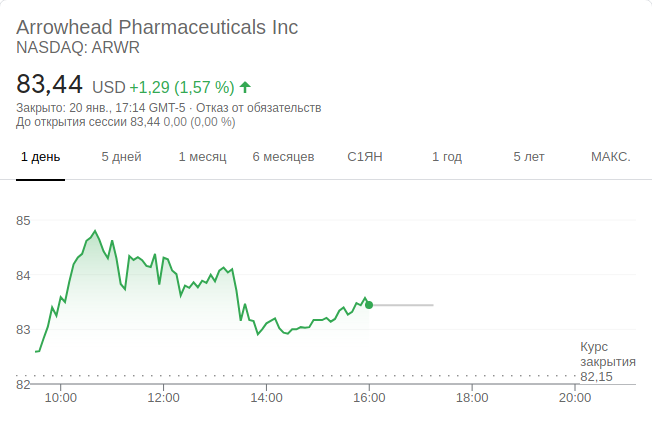 Arrowhead Pharmaceuticals Inc
NASDAQ: ARWR
83,44 USD +1,29 (1,57 %)
Закрыто: 20 янв., 17:14 GMT-5 · Отказ от обязательств
До открытия сессии 83,44 0,00 (0,00 %)
1 день 5 дней 1 месяц 6 месяцев С1ЯН 1 год 5 лет МАКС.
85
84
83
Курс
закрытия
82,15
82
10:00 12:00 14:00 16:00 18:00 20:00